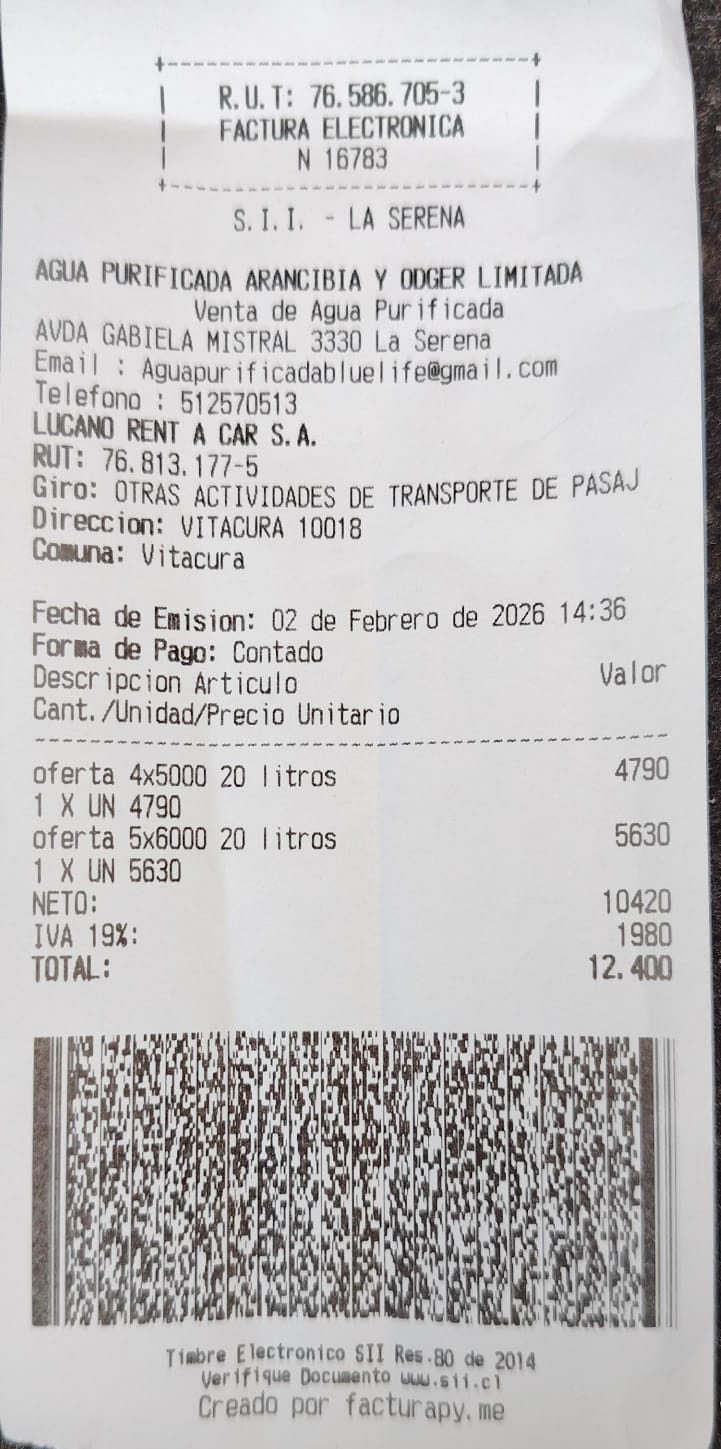 R.U.T: 76.586.705-3
FACTURA ELECTRONICA
N 16783
S.I.I. - LA SERENA
AGUA PURIFICADA ARANCIBIA Y ODGER LIMITADA
Venta de Agua Purificada
AVDA GABIELA MISTRAL 3330 La Serena
Email : Aguapurificadabluelife@gmail.com
Telefono : 512570513
LUCANO RENT A CAR S.A.
RUT: 76.813.177-5
Giro: OTRAS ACTIVIDADES DE TRANSPORTE DE PASAJ
Direccion: VITACURA 10018
Comuna: Vitacura
Fecha de Emision: 02 de Febrero de 2026 14:36
Forma de Pago: Contado
Descripcion Articulo Valor
Cant./Unidad/Precio Unitario
oferta 4x5000 20 litros 4790
1 X UN 4790
oferta 5x6000 20 litros 5630
1 X UN 5630
NETO: 10420
IVA 19%: 1980
TOTAL: 12.400
Timbre Electronico SII Res.80 de 2014
Verifique Documento www.sii.cl
Creado por facturapy.me